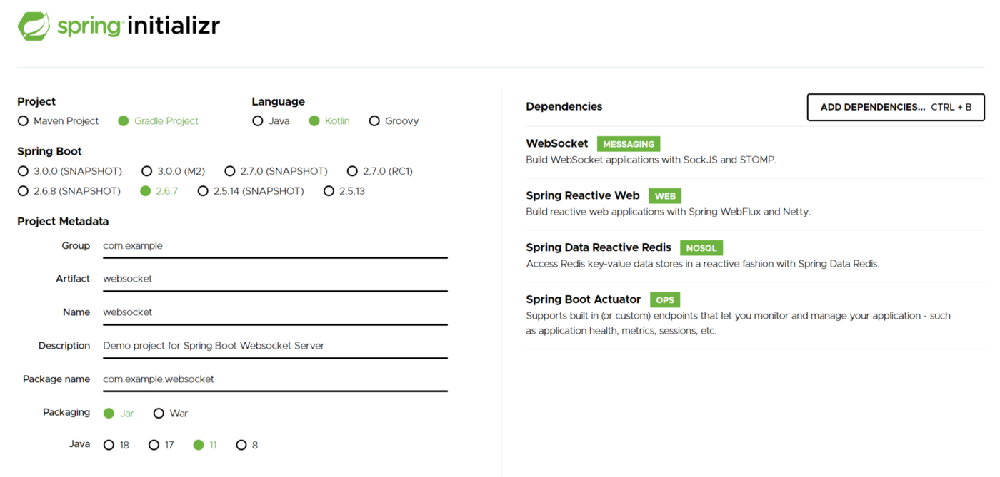 spring initializr
Project
Maven Project Gradle Project
Language
Java Kotlin Groovy
Spring Boot
3.0.0 (SNAPSHOT) 3.0.0 (M2) 2.7.0 (SNAPSHOT) 2.7.0 (RC1)
2.6.8 (SNAPSHOT) 2.6.7 2.5.14 (SNAPSHOT) 2.5.13
Project Metadata
Group com.example
Artifact websocket
Name websocket
Description Demo project for Spring Boot Websocket Server
Package name com.example.websocket
Packaging Jar War
Java 18 17 11 8
Dependencies ADD DEPENDENCIES... CTRL + B
WebSocket MESSAGING
Build WebSocket applications with SockJS and STOMP.
Spring Reactive Web WEB
Build reactive web applications with Spring WebFlux and Netty.
Spring Data Reactive Redis NOSQL
Access Redis key-value data stores in a reactive fashion with Spring Data Redis.
Spring Boot Actuator OPS
Supports built in (or custom) endpoints that let you monitor and manage your application - such
as application health, metrics, sessions, etc.